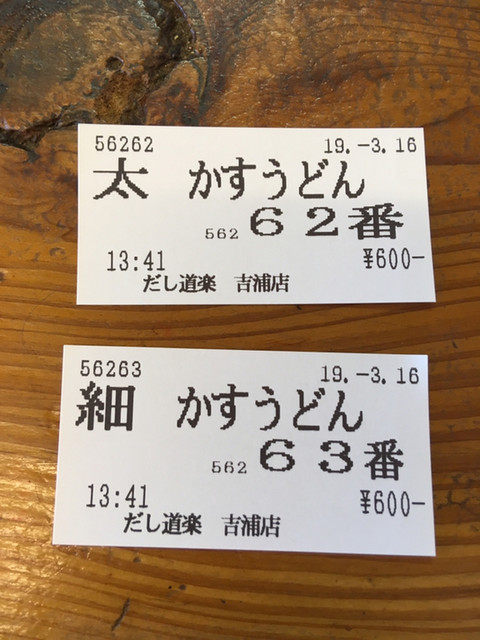 56262 19.-3.16
太 かすうどん
562 62番
13:41 ¥600-
だし道楽 吉浦店
56263 19.-3.16
細 かすうどん
562 63番
13:41 ¥600-
だし道楽 吉浦店